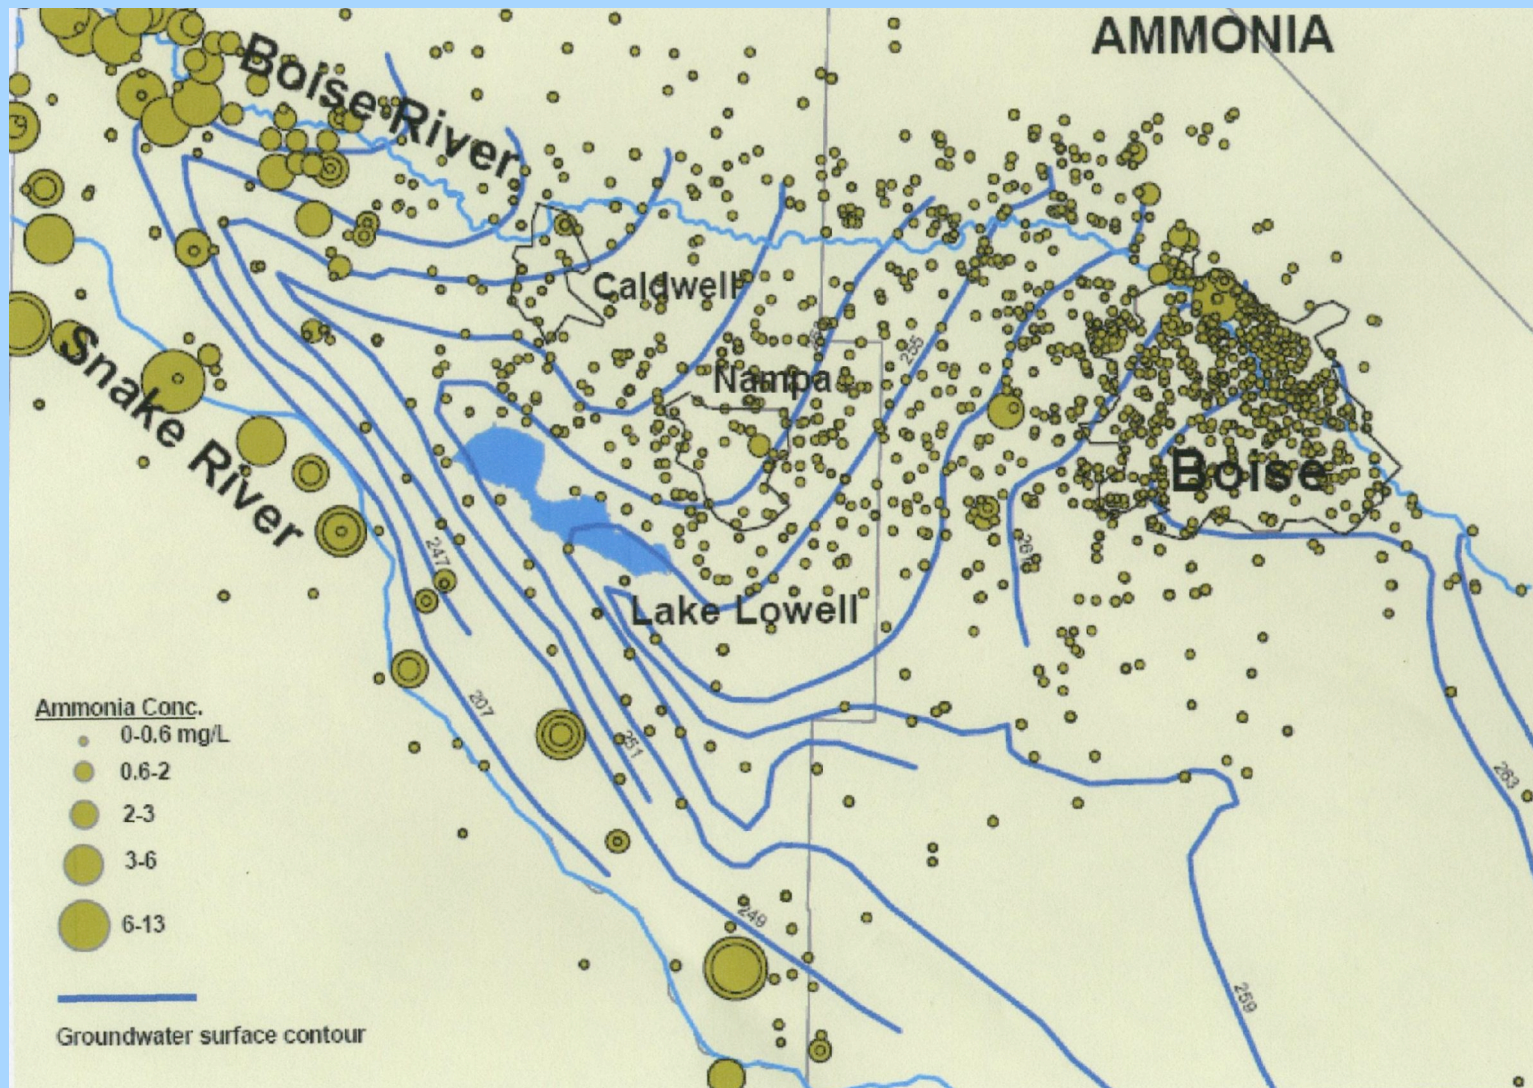 AMMONIA
Boise River
Caldwell
255
Nampa
Snake River
Boise
247
Lake Lowell
207
251
263
249
259
Ammonia Conc.
0-0.6 mg/L
0.6-2
2-3
3-6
6-13
Groundwater surface contour